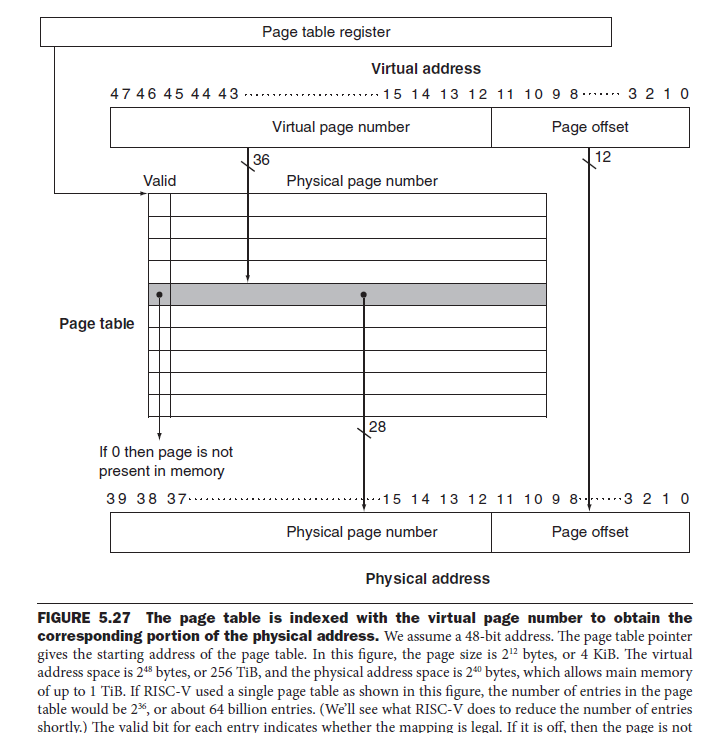 Page table register
Virtual address
47 46 45 44 43 ························ 15 14 13 12 11 10 9 8 ······ 3 2 1 0
Virtual page number Page offset
36 12
Valid Physical page number
Page table
28
If 0 then page is not
present in memory
39 38 37 ························ 15 14 13 12 11 10 9 8 ······ 3 2 1 0
Physical page number Page offset
Physical address
FIGURE 5.27 The page table is indexed with the virtual page number to obtain the
corresponding portion of the physical address. We assume a 48-bit address. The page table pointer
gives the starting address of the page table. In this figure, the page size is 2¹² bytes, or 4 KiB. The virtual
address space is 2⁴⁸ bytes, or 256 TiB, and the physical address space is 2⁴⁰ bytes, which allows main memory
of up to 1 TiB. If RISC-V used a single page table as shown in this figure, the number of entries in the page
table would be 2³⁶, or about 64 billion entries. (We’ll see what RISC-V does to reduce the number of entries
shortly.) The valid bit for each entry indicates whether the mapping is legal. If it is off, then the page is not